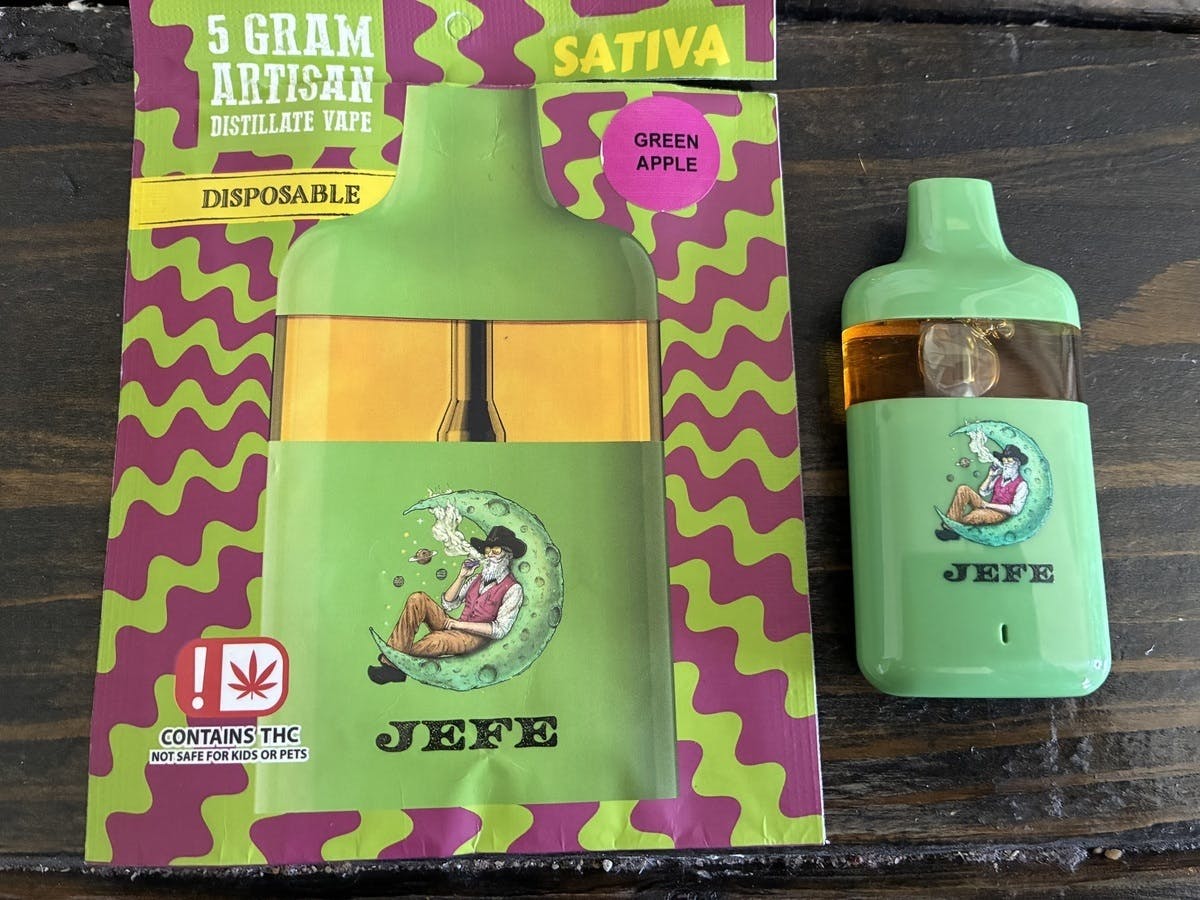 5 GRAM
ARTISAN
DISTILLATE VAPE
SATIVA
DISPOSABLE
GREEN
APPLE
JEFE
CONTAINS THC
NOT SAFE FOR KIDS OR PETS
!
JEFE